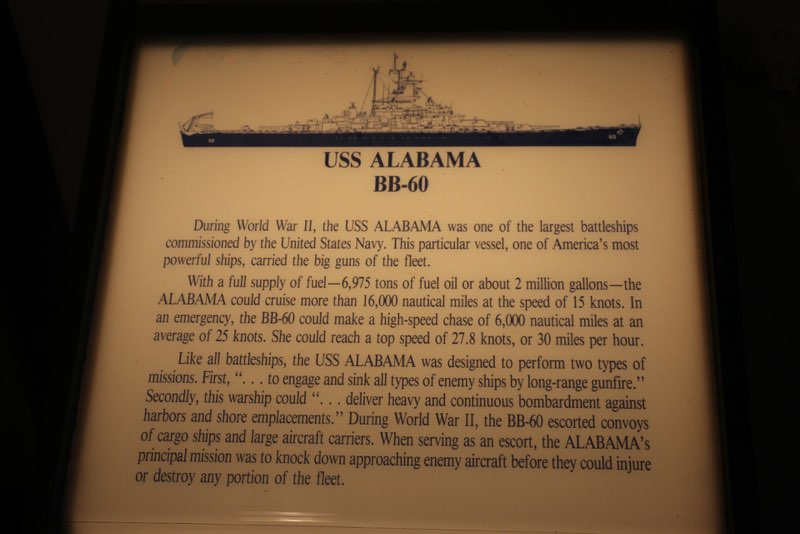 USS ALABAMA
BB-60
During World War II, the USS ALABAMA was one of the largest battleships
commissioned by the United States Navy. This particular vessel, one of America's most
powerful ships, carried the big guns of the fleet.
With a full supply of fuel—6,975 tons of fuel oil or about 2 million gallons—the
ALABAMA could cruise more than 16,000 nautical miles at the speed of 15 knots. In
an emergency, the BB-60 could make a high-speed chase of 6,000 nautical miles at an
average of 25 knots. She could reach a top speed of 27.8 knots, or 30 miles per hour.
Like all battleships, the USS ALABAMA was designed to perform two types of
missions. First, “. . . to engage and sink all types of enemy ships by long-range gunfire.”
Secondly, this warship could “. . . deliver heavy and continuous bombardment against
harbors and shore emplacements.” During World War II, the BB-60 escorted convoys
of cargo ships and large aircraft carriers. When serving as an escort, the ALABAMA's
principal mission was to knock down approaching enemy aircraft before they could injure
or destroy any portion of the fleet.